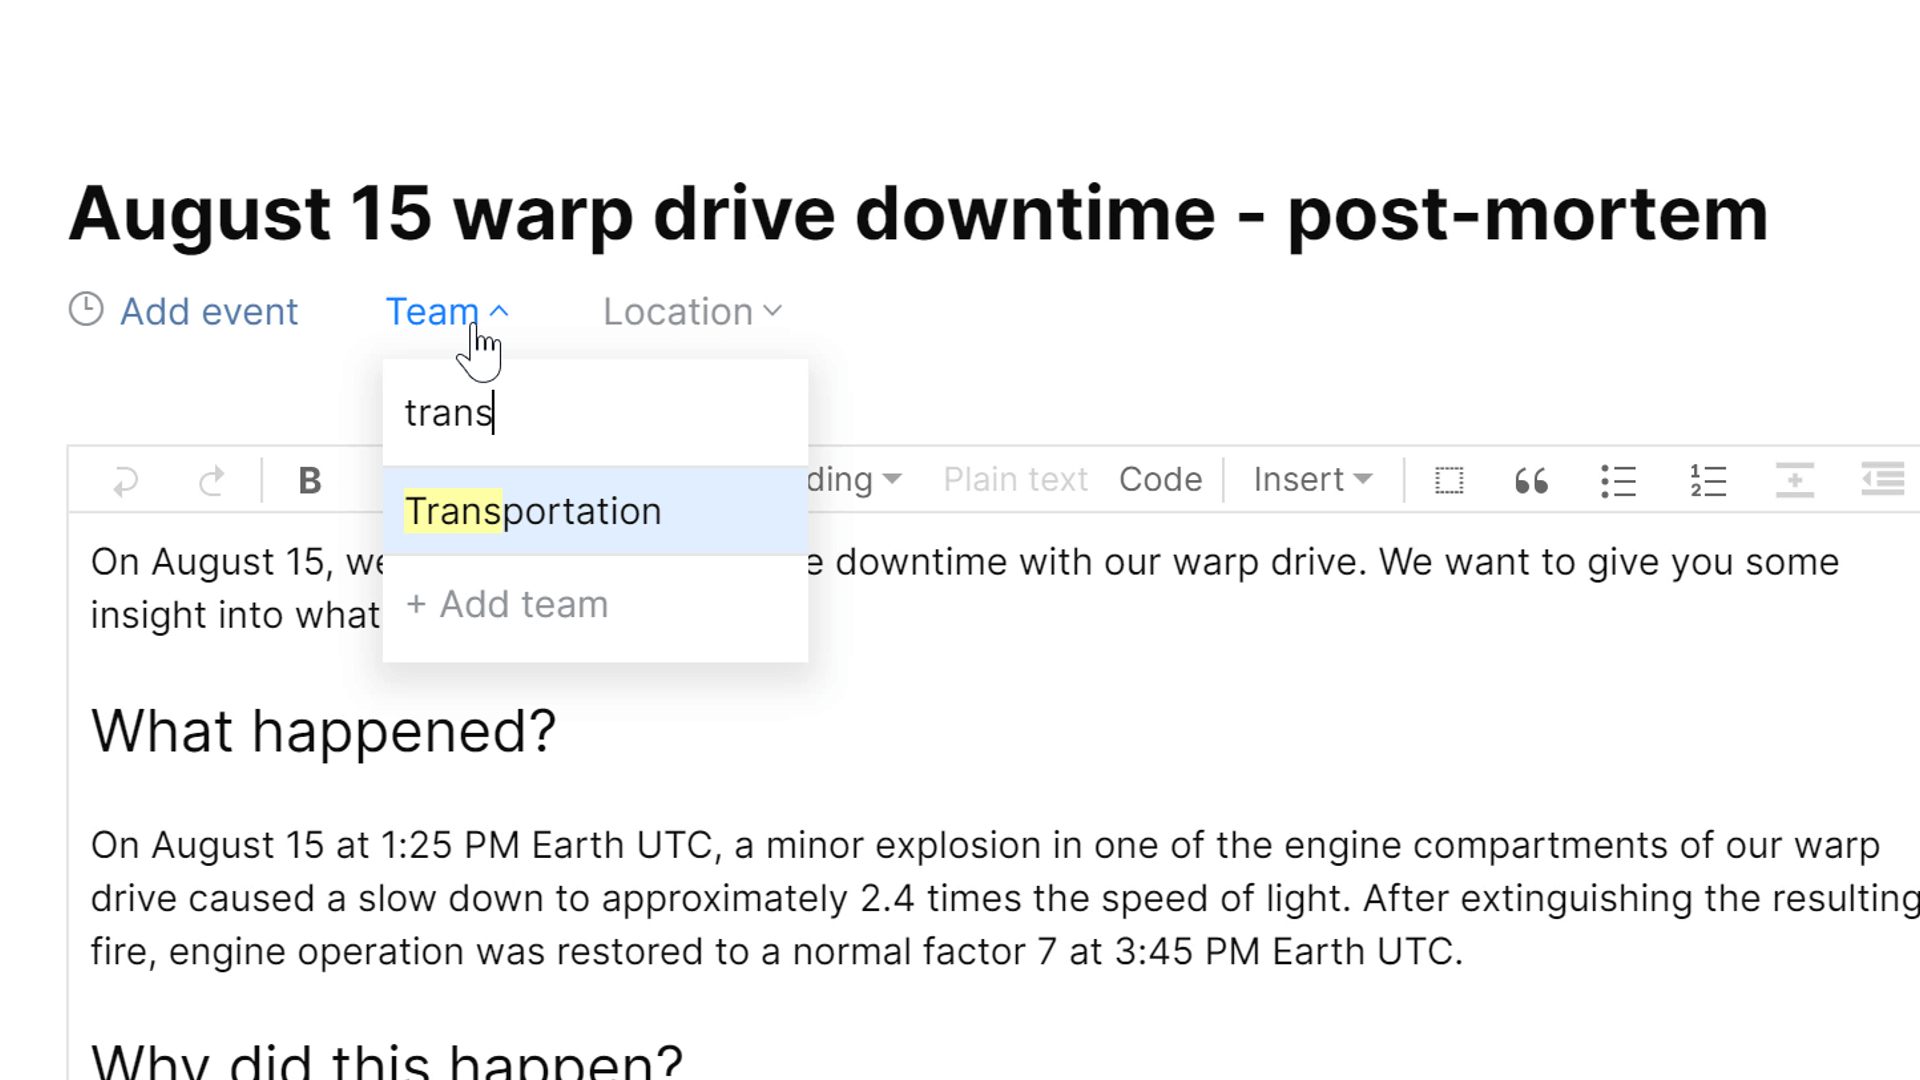 August 15 warp drive downtime - post-mortem
Add event Team Location
trans
B ding Plain text Code Insert
Transportation
On August 15, we e downtime with our warp drive. We want to give you some
insight into what
+ Add team
What happened?
On August 15 at 1:25 PM Earth UTC, a minor explosion in one of the engine compartments of our warp
drive caused a slow down to approximately 2.4 times the speed of light. After extinguishing the resulting
fire, engine operation was restored to a normal factor 7 at 3:45 PM Earth UTC.
Why did this happen?